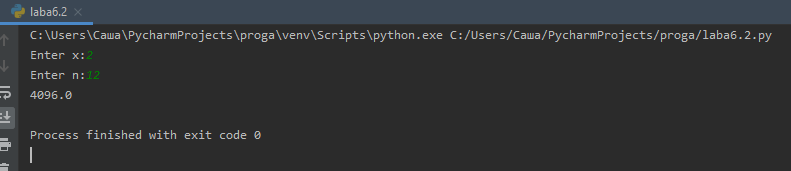 laba6.2
C:\Users\Саша\PycharmProjects\proga\venv\Scripts\python.exe C:/Users/Саша/PycharmProjects/proga/laba6.2.py
Enter x:2
Enter n:12
4096.0
Process finished with exit code 0